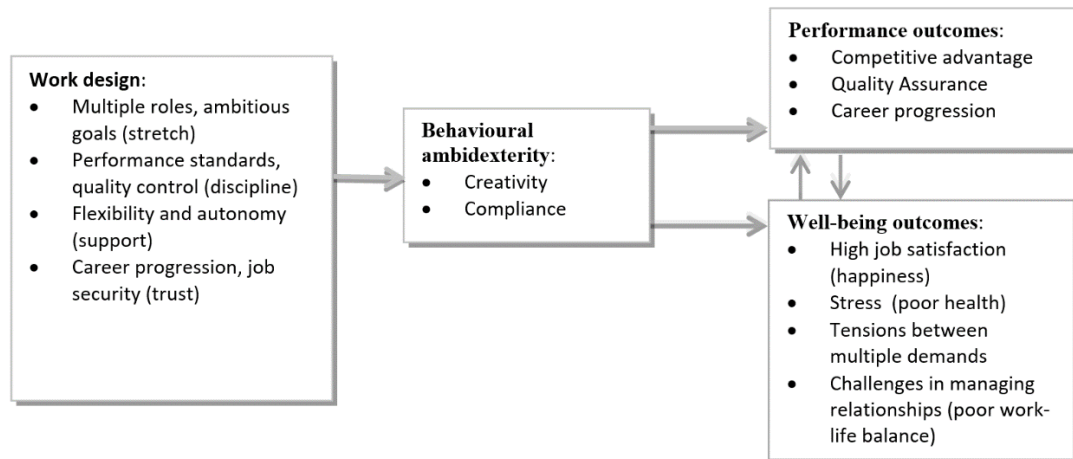 Work design:
• Multiple roles, ambitious
goals (stretch)
• Performance standards,
quality control (discipline)
• Flexibility and autonomy
(support)
• Career progression, job
security (trust)
Behavioural
ambidexterity:
• Creativity
• Compliance
Performance outcomes:
• Competitive advantage
• Quality Assurance
• Career progression
Well-being outcomes:
• High job satisfaction
(happiness)
• Stress (poor health)
• Tensions between
multiple demands
• Challenges in managing
relationships (poor work-
life balance)